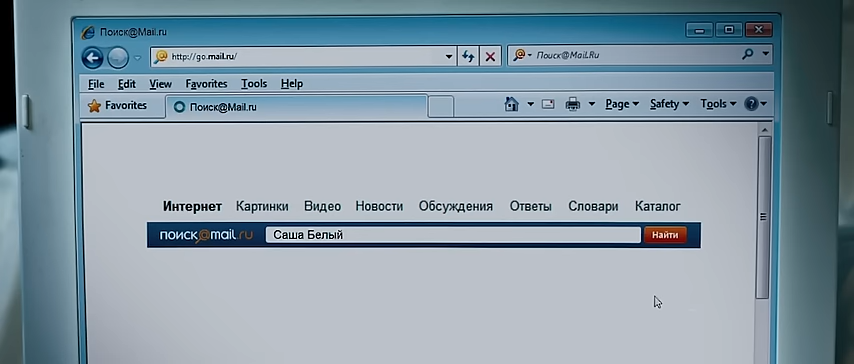 Поиск@Mail.ru
http://go.mail.ru/
Поиск@Mail.Ru
File Edit View Favorites Tools Help
Favorites Поиск@Mail.ru Page Safety Tools
Интернет Картинки Видео Новости Обсуждения Ответы Словари Каталог
поиск@mail.ru Саша Белый Найти